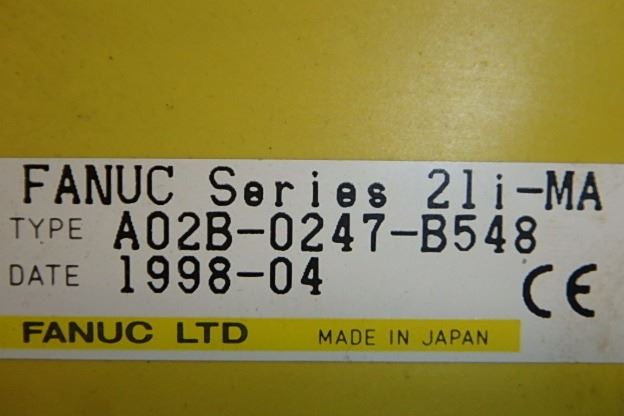 FANUC Series 21i-MA
TYPE A02B-0247-B548
DATE 1998-04
CE
FANUC LTD MADE IN JAPAN